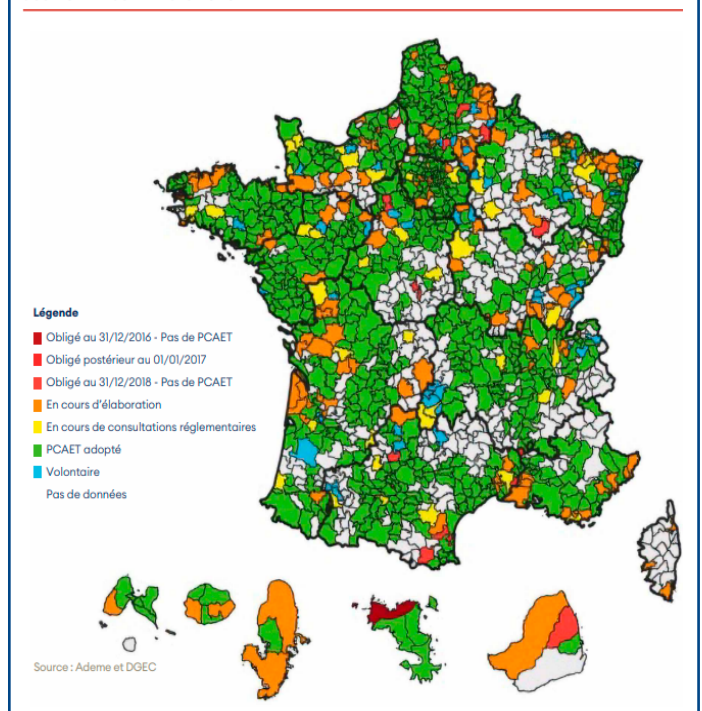 Légende
Obligé au 31/12/2016 - Pas de PCAET
Obligé postérieur au 01/01/2017
Obligé au 31/12/2018 - Pas de PCAET
En cours d'élaboration
En cours de consultations réglementaires
PCAET adopté
Volontaire
Pas de données
Source : Ademe et DGEC